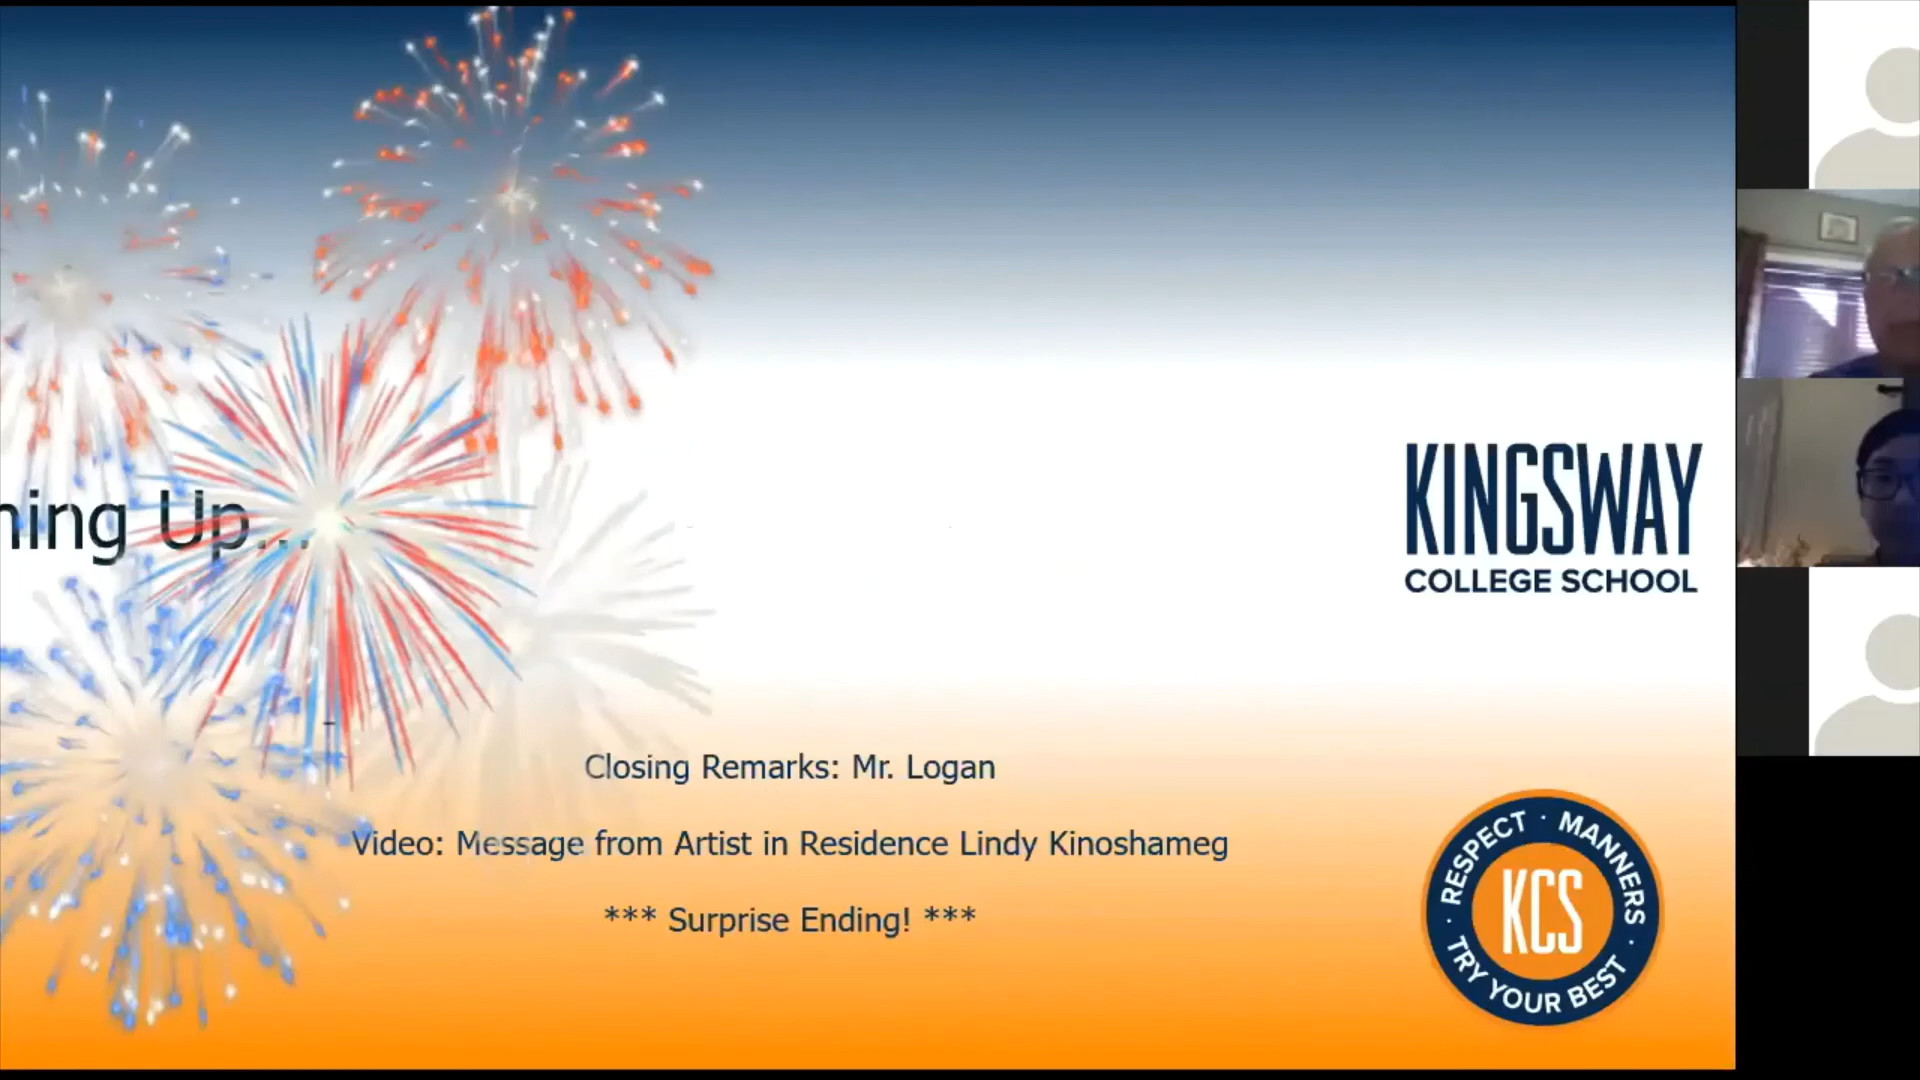 ning Up...
KINGSWAY
COLLEGE SCHOOL
Closing Remarks: Mr. Logan
Video: Message from Artist in Residence Lindy Kinoshameg
*** Surprise Ending! ***
RESPECT · MANNERS · TRY YOUR BEST ·
KCS